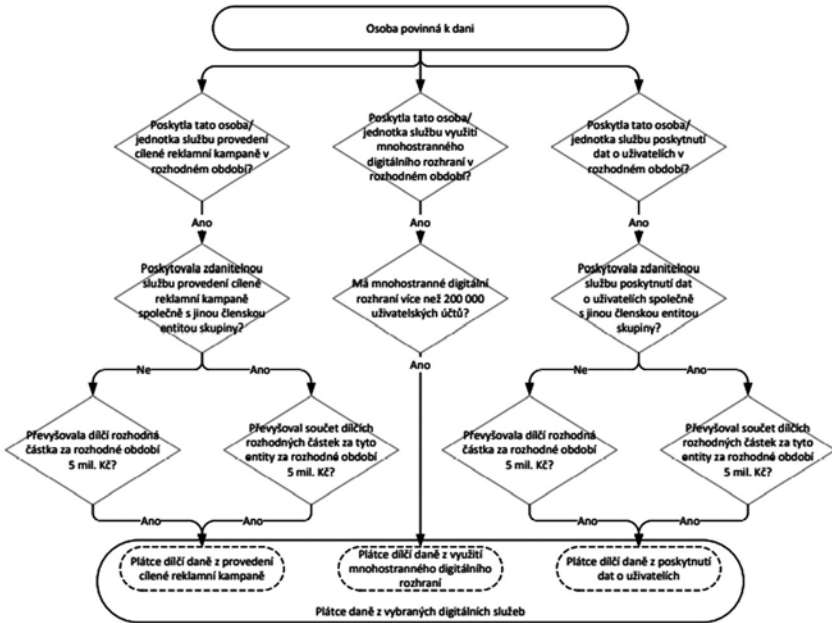 Osoba povinná k dani
Poskytla tato osoba/
jednotka službu provedení
cílené reklamní kampaně v
rozhodném období?
Poskytla tato osoba/
jednotka službu využití
mnohostranného
digitálního rozhraní v
rozhodném období?
Poskytla tato osoba/
jednotka službu poskytnutí
dat o uživatelích v
rozhodném období?
Ano
Ano
Ano
Poskytovala zdanitelnou
službu provedení cílené
reklamní kampaně
společně s jinou členskou
entitou skupiny?
Má mnohostranné digitální
rozhraní více než 200 000
uživatelských účtů?
Poskytovala zdanitelnou
službu poskytnutí dat
o uživatelích společně
s jinou členskou entitou
skupiny?
Ne
Ano
Ano
Ne
Ano
Převyšovala dílčí rozhodná
částka za rozhodné období
5 mil. Kč?
Převyšoval součet dílčích
rozhodných částek za tyto
entity za rozhodné období
5 mil. Kč?
Převyšovala dílčí rozhodná
částka za rozhodné období
5 mil. Kč?
Převyšoval součet dílčích
rozhodných částek za tyto
entity za rozhodné období
5 mil. Kč?
Ano
Ano
Ano
Ano
Plátce dílčí daně z provedení
cílené reklamní kampaně
Plátce dílčí daně z využití
mnohostranného digitálního
rozhraní
Plátce dílčí daně z poskytnutí
dat o uživatelích
Plátce daně z vybraných digitálních služeb